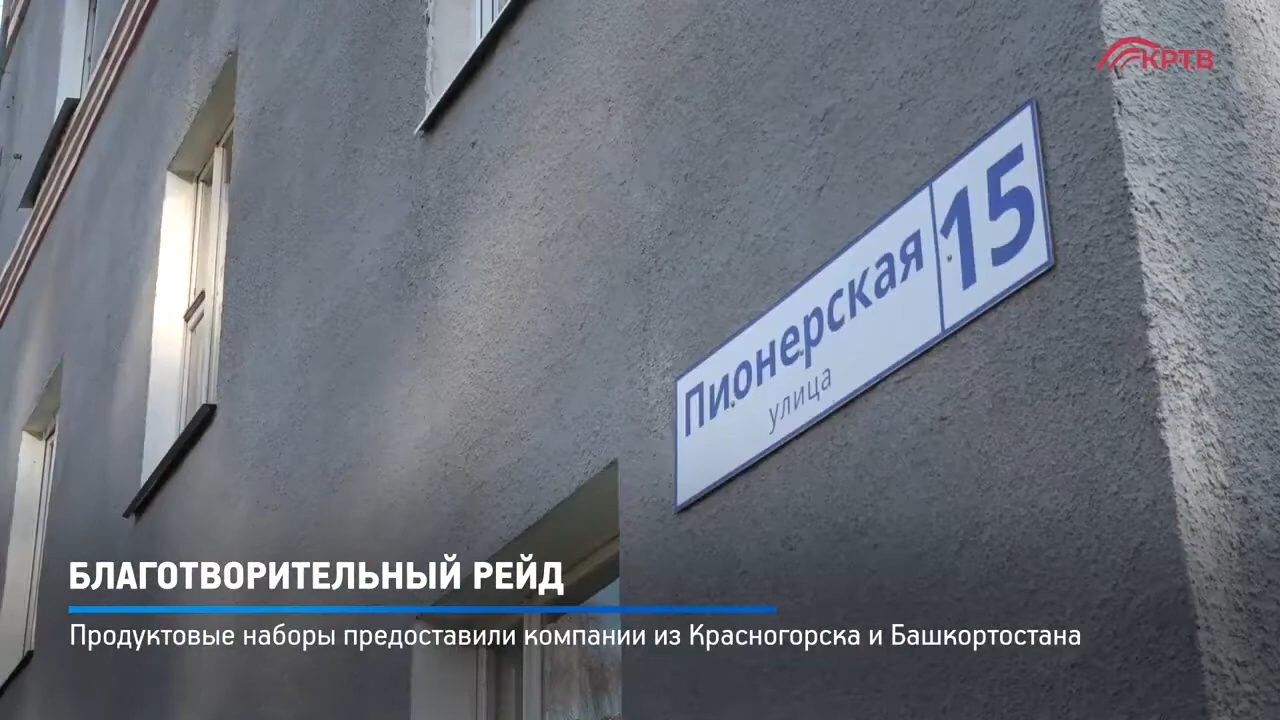 КРТВ
Пионерская
улица
15
БЛАГОТВОРИТЕЛЬНЫЙ РЕЙД
Продуктовые наборы предоставили компании из Красногорска и Башкортостана